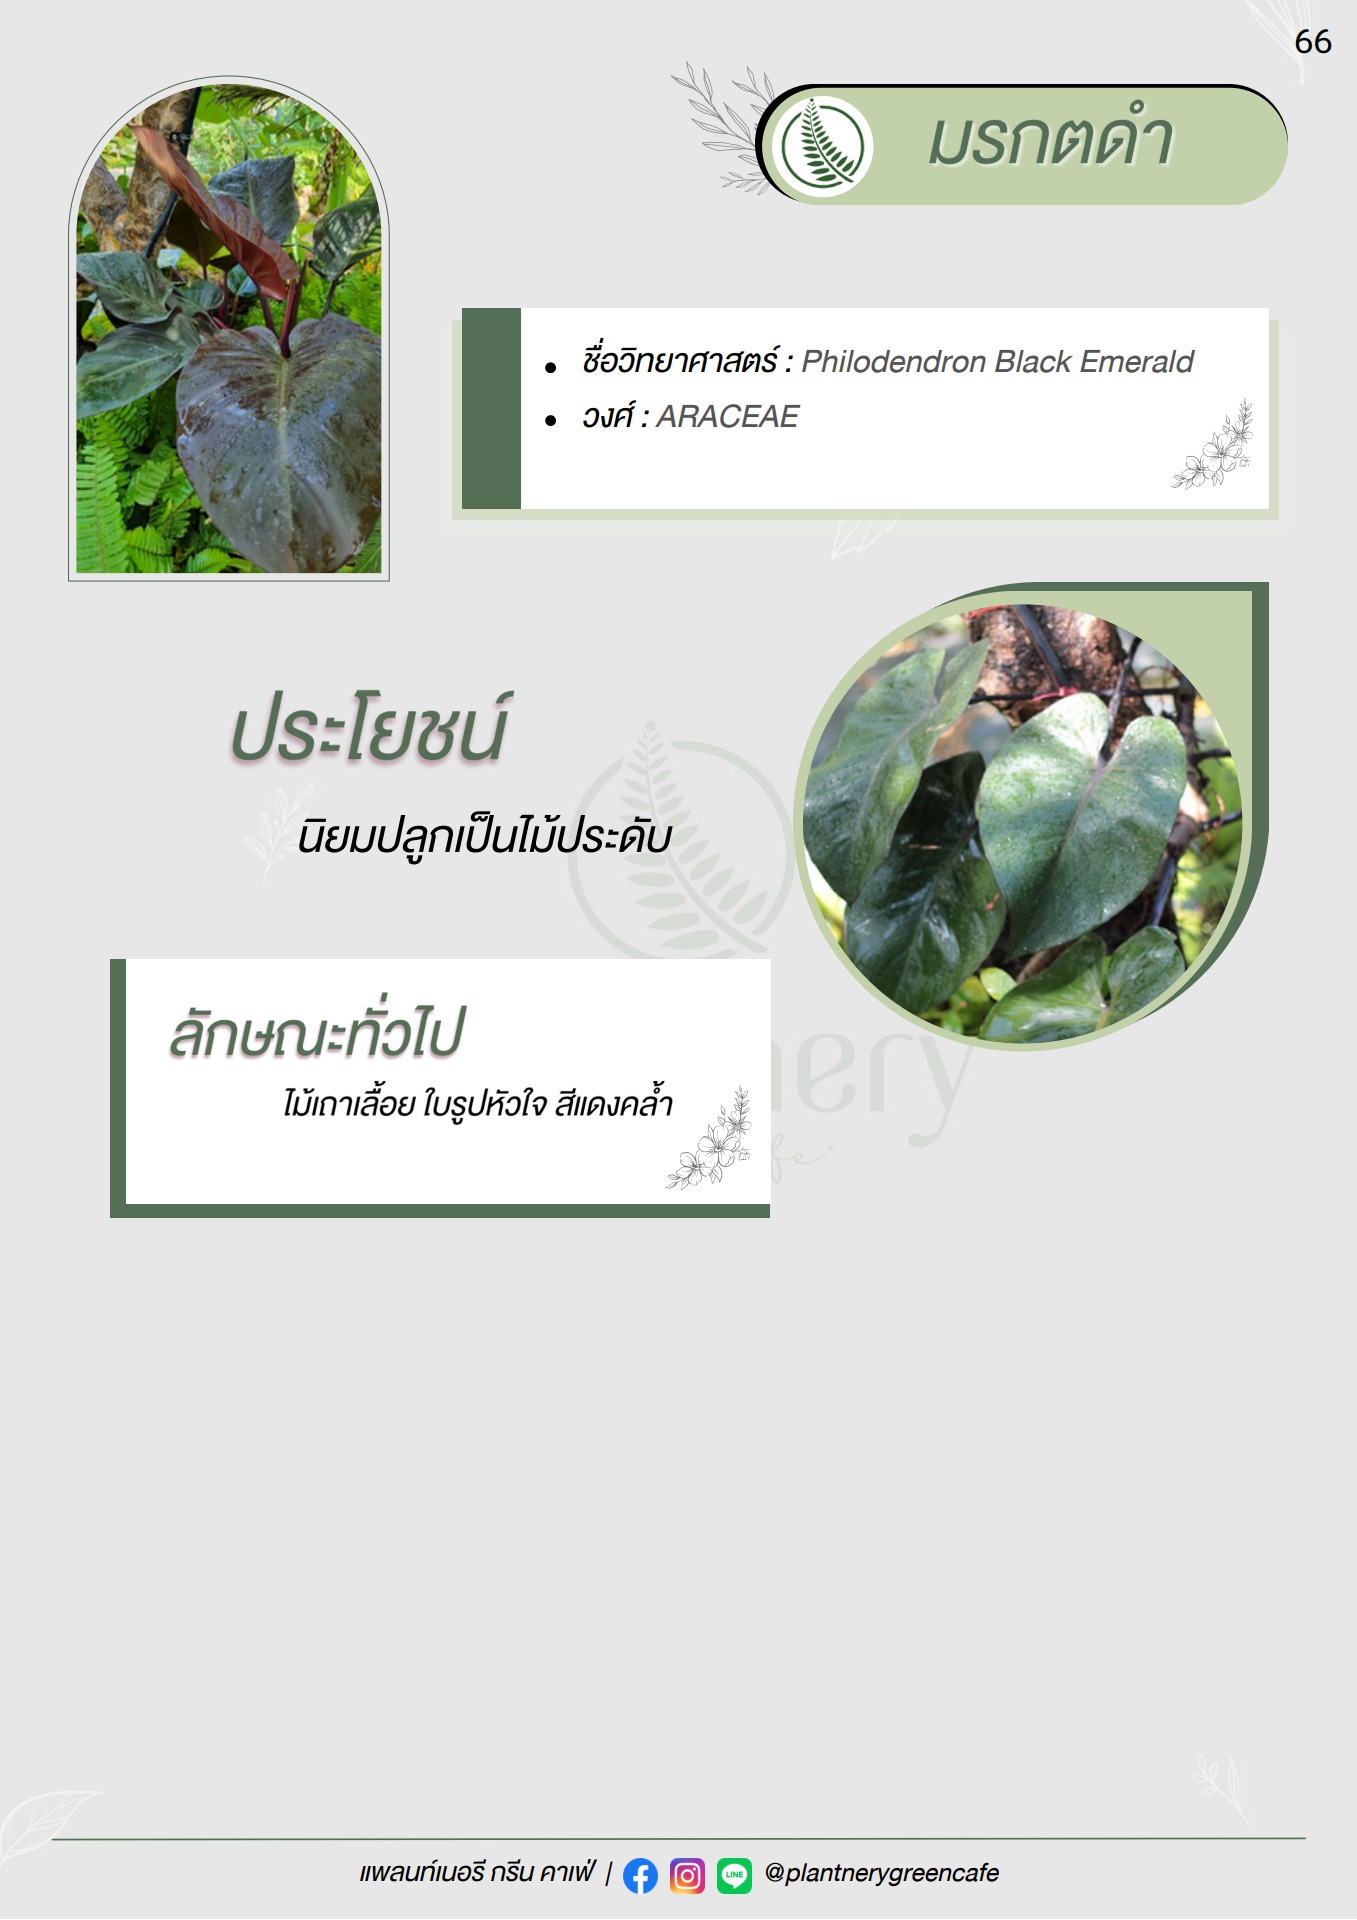 66
มรกตดำ
• ชื่อวิทยาศาสตร์ : Philodendron Black Emerald
• วงศ์ : ARACEAE
ประโยชน์
นิยมปลูกเป็นไม้ประดับ
ลักษณะทั่วไป
ไม้เถาเลื้อย ใบรูปหัวใจ สีแดงคล้ำ
แพลนท์เนอรี กรีน คาเฟ่ | LINE @plantnerygreencafe